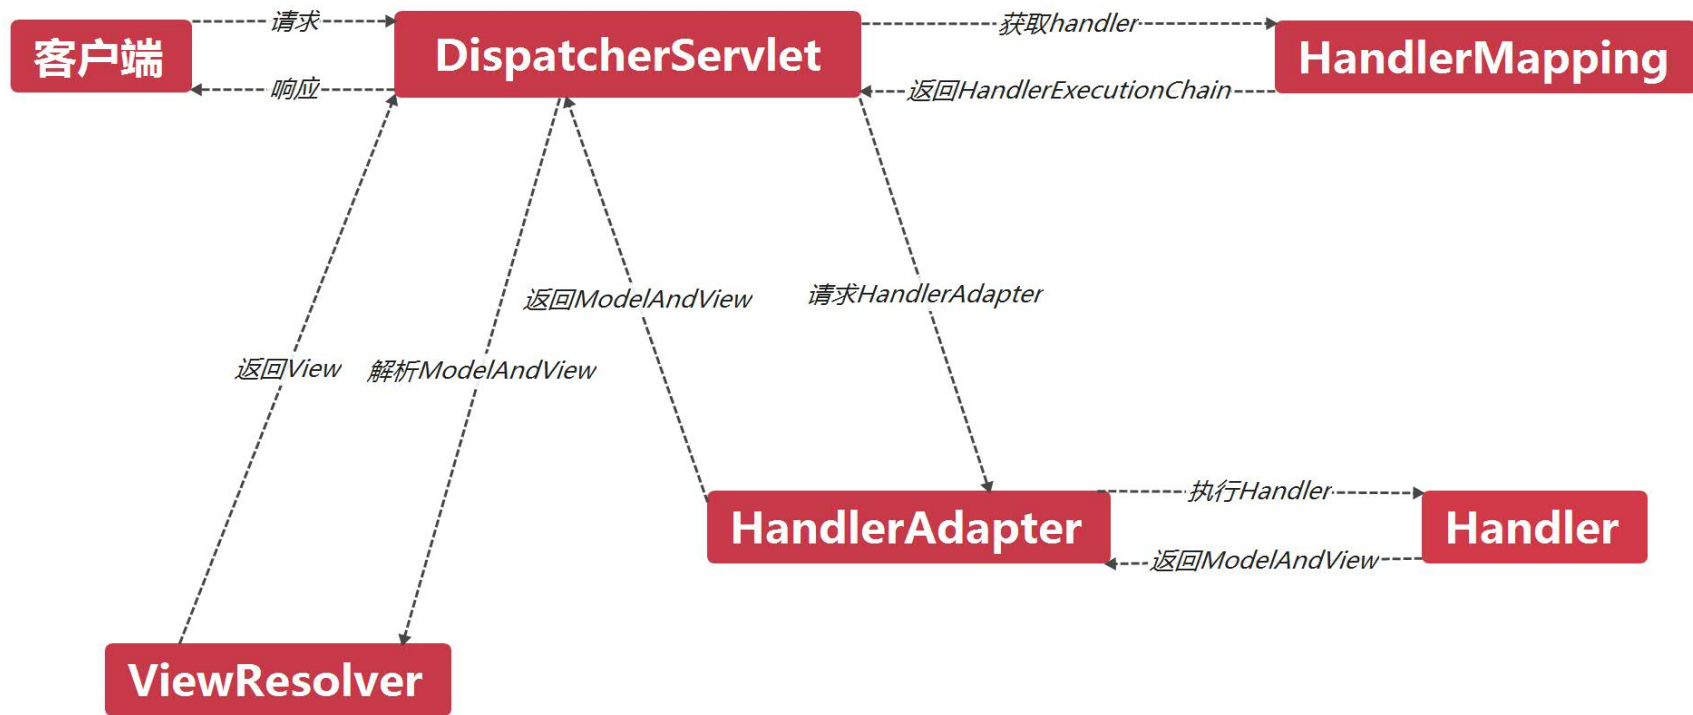 请求
获取handler
客户端
DispatcherServlet
HandlerMapping
响应
返回HandlerExecutionChain
返回ModelAndView
请求HandlerAdapter
返回View
解析ModelAndView
执行Handler
HandlerAdapter
Handler
返回ModelAndView
ViewResolver